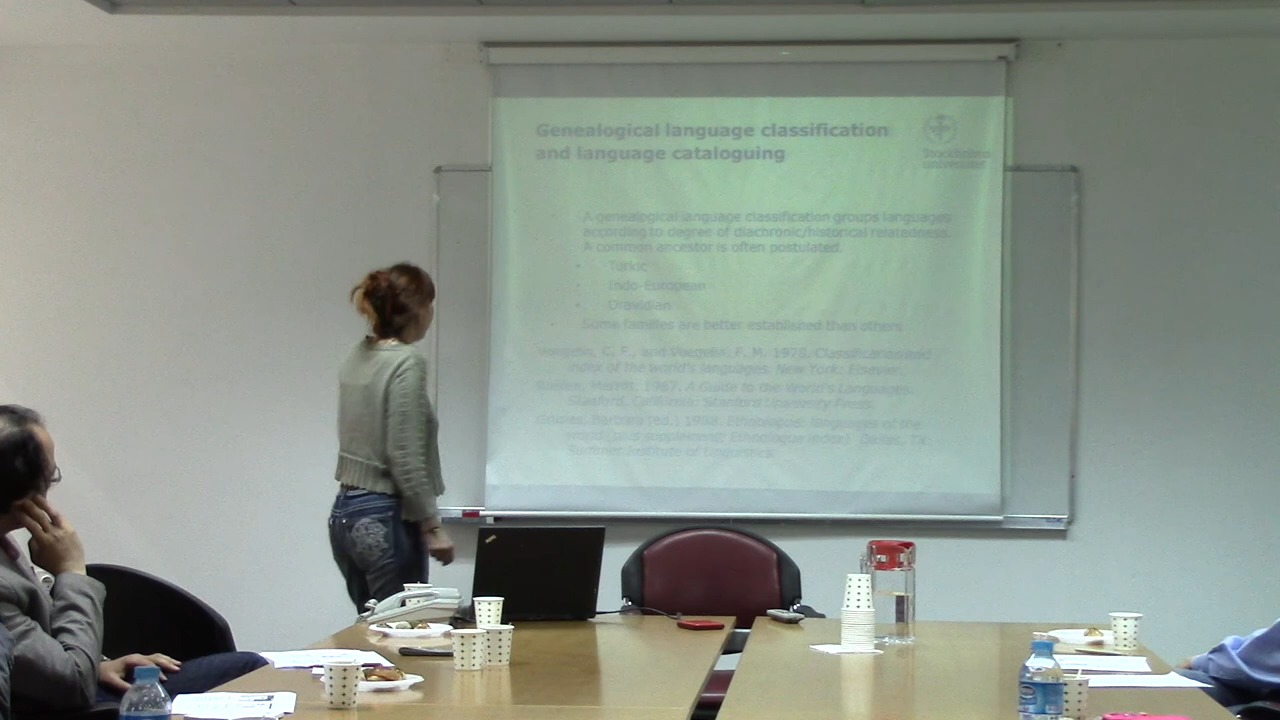 Genealogical language classification
and language cataloguing
Stockholms
universitet
A genealogical language classification groups languages
according to degree of diachronic/historical relatedness.
A common ancestor is often postulated.
• Turkic
• Indo-European
• Dravidian
Some families are better established than others
Voegelin, C. F., and Voegelin, F. M. 1978. Classification and
index of the world's languages. New York: Elsevier.
Merritt. 1987. A Guide to the World's Languages.
Stanford, California: Stanford University Press.
Grimes, Barbara (ed.) 1988. Ethnologue: languages of the
world (plus supplement: Ethnologue index). Dallas, Tx:
Summer Institute of Linguistics.